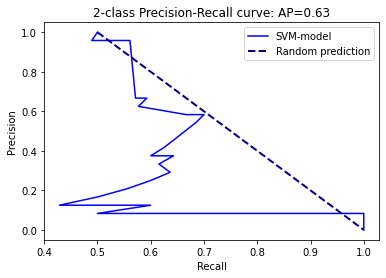 2-class Precision-Recall curve: AP=0.63
SVM-model
Random prediction
Precision
1.0
0.8
0.6
0.4
0.2
0.0
0.4 0.5 0.6 0.7 0.8 0.9 1.0
Recall